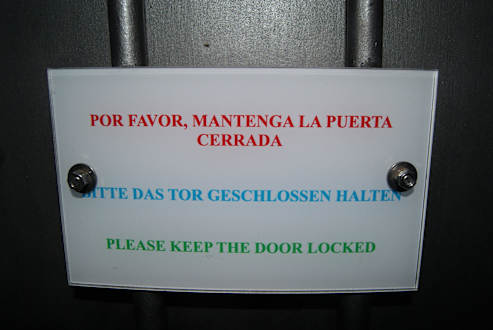 POR FAVOR, MANTENGA LA PUERTA
CERRADA
BITTE DAS TOR GESCHLOSSEN HALTEN
PLEASE KEEP THE DOOR LOCKED